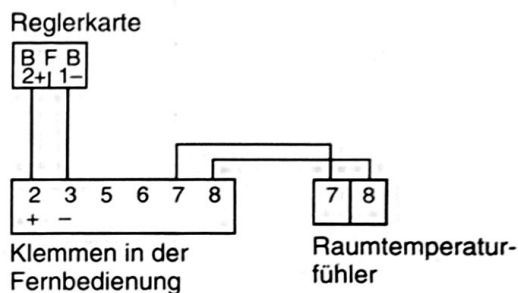 Reglerkarte
B F B
2+| 1–
2 3 5 6 7 8
+ –
7 8
Klemmen in der
Fernbedienung
Raumtemperatur-
fühler